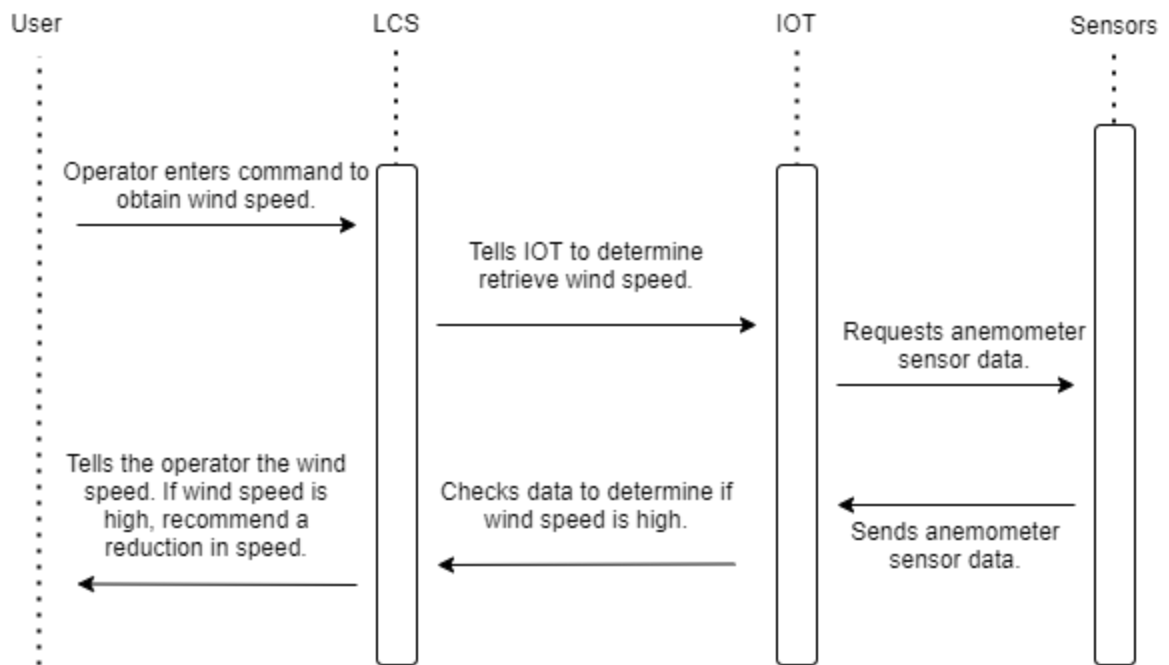 User
LCS
IOT
Sensors
Operator enters command to
obtain wind speed.
Tells IOT to determine
retrieve wind speed.
Requests anemometer
sensor data.
Sends anemometer
sensor data.
Checks data to determine if
wind speed is high.
Tells the operator the wind
speed. If wind speed is
high, recommend a
reduction in speed.